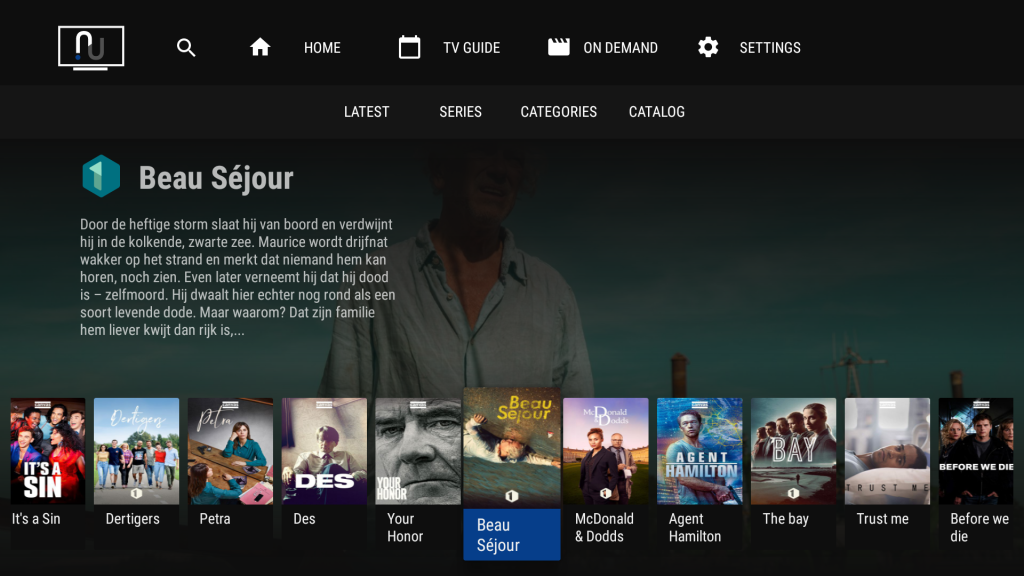 HOME
TV GUIDE
ON DEMAND
SETTINGS
LATEST
SERIES
CATEGORIES
CATALOG
1
Beau Séjour
Door de heftige storm slaat hij van boord en verdwijnt
hij in de kolkende, zwarte zee. Maurice wordt drijfnat
wakker op het strand en merkt dat niemand hem kan
horen, noch zien. Even later verneemt hij dat hij dood
is – zelfmoord. Hij dwaalt hier echter nog rond als een
soort levende dode. Maar waarom? Dat zijn familie
hem liever kwijt dan rijk is,...
IT'S A
SIN
Dertigers
Petra
DES
YOUR
HONOR
Beau
Séjour
McDonald
& Dodds
AGENT
HAMILTON
THE
BAY
TRUST ME
BEFORE WE DIE
It's a Sin
Dertigers
Petra
Des
Your
Honor
Beau
Séjour
McDonald
& Dodds
Agent
Hamilton
The bay
Trust me
Before we
die